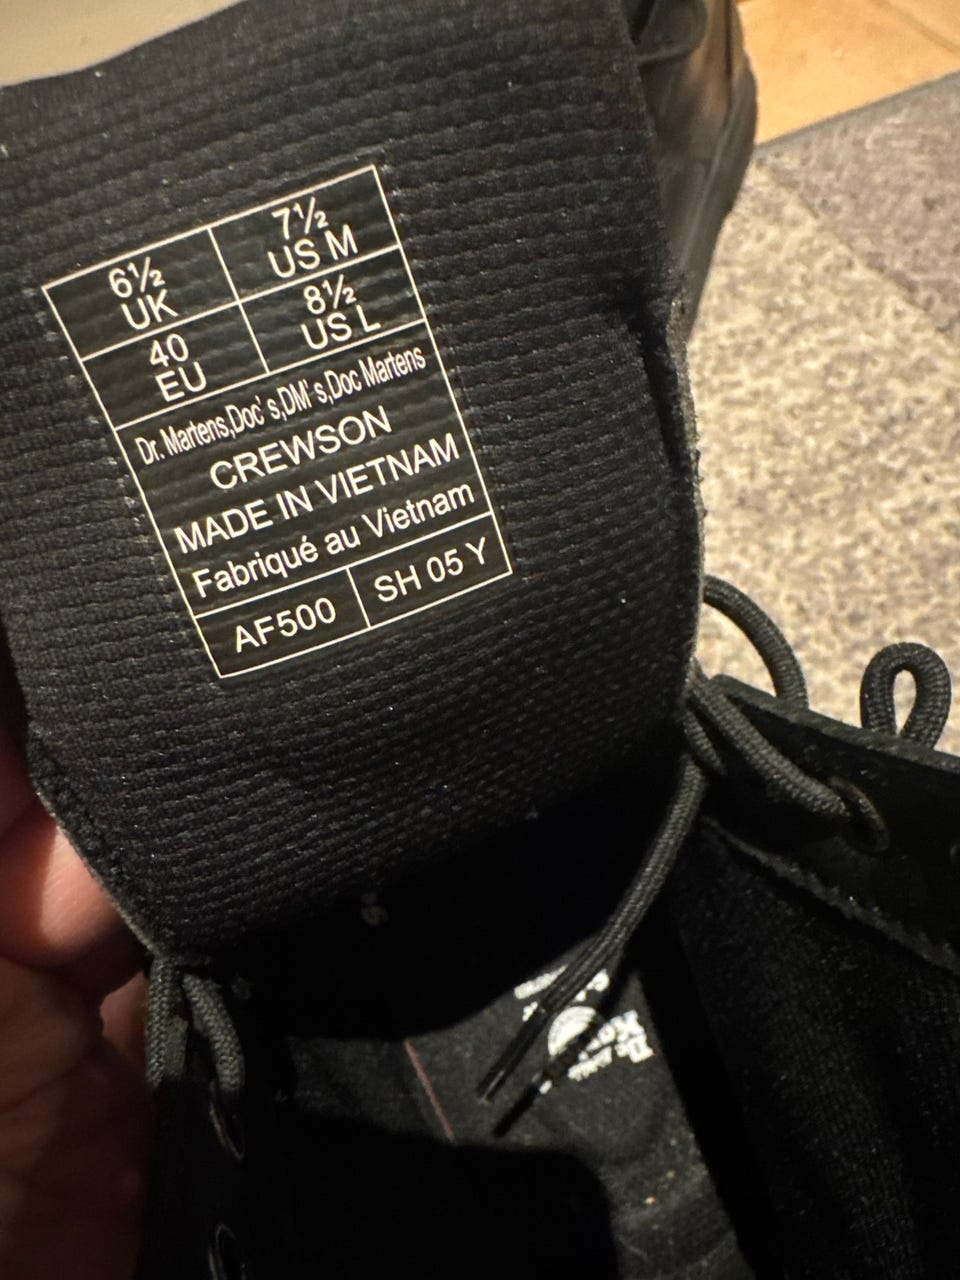 6½ UK
7½ US M
40 EU
8½ US L
Dr. Martens,Doc's,DM's,Doc Martens
CREWSON
MADE IN VIETNAM
Fabriqué au Vietnam
AF500
SH 05 Y